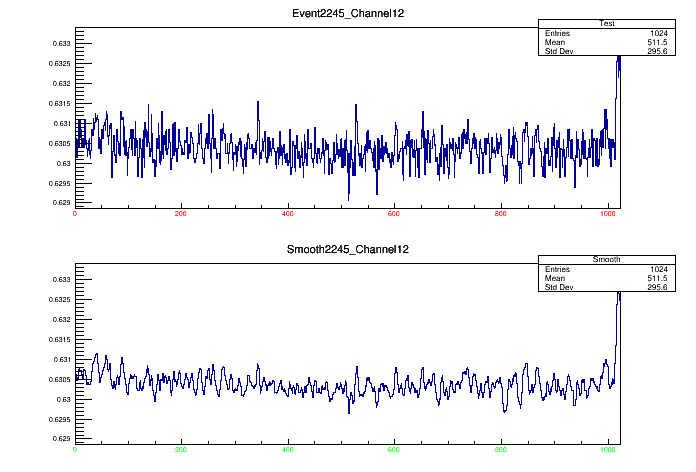 Event2245_Channel12
Test
Entries 1024
Mean 511.5
Std Dev 295.6
0.633
0.6325
0.632
0.6315
0.631
0.6305
0.63
0.6295
0.629
0 200 400 600 800 1000
Smooth2245_Channel12
Smooth
Entries 1024
Mean 511.5
Std Dev 295.6
0.633
0.6325
0.632
0.6315
0.631
0.6305
0.63
0.6295
0.629
0 200 400 600 800 1000